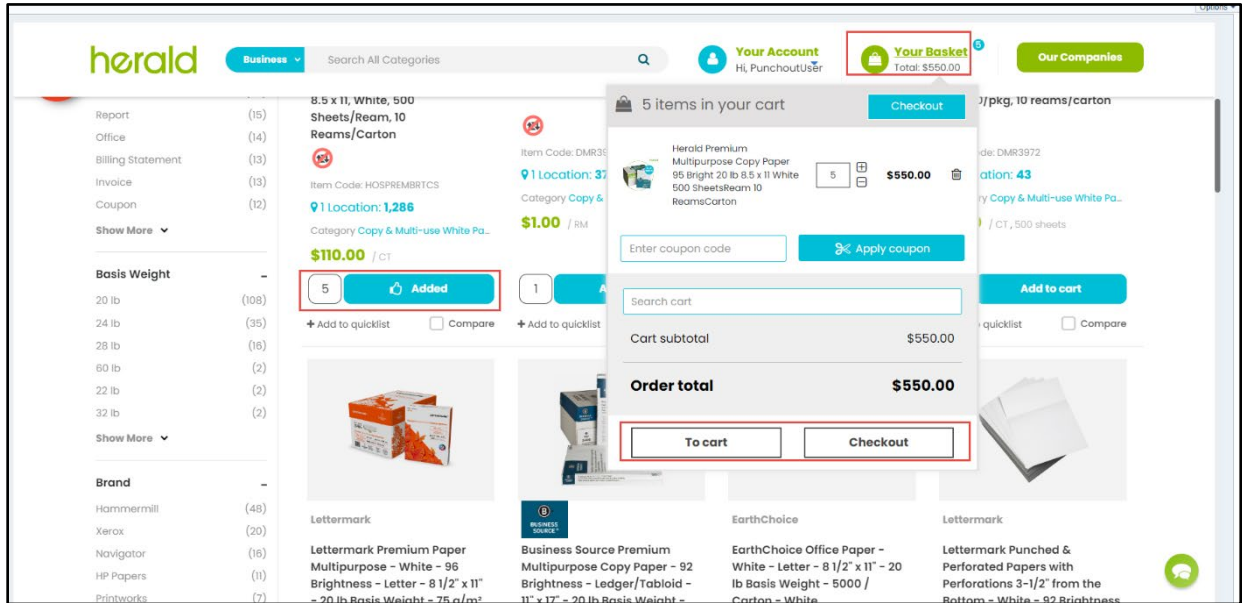 Options
herald
Business
Search All Categories
Your Account
Hi, PunchoutUser
Your Basket
Total: $550.00
5
Our Companies
Report (15)
Office (14)
Billing Statement (13)
Invoice (13)
Coupon (12)
Show More
Basis Weight –
20 lb (108)
24 lb (35)
28 lb (16)
60 lb (2)
22 lb (2)
32 lb (2)
Show More
Brand –
Hammermill (48)
Xerox (20)
Navigator (16)
HP Papers (11)
Printworks (7)
8.5 x 11, White, 500
Sheets/Ream, 10
Reams/Carton
Item Code: HOSPREMBRTCS
1 Location: 1,286
Category Copy & Multi-use White Pa...
$110.00 / CT
5
Added
+ Add to quicklist
Compare
1 Location:
Category Copy &
$1.00 / RM
1
+ Add to quicklist
5 items in your cart
Checkout
Herald Premium
Multipurpose Copy Paper
95 Bright 20 lb 8.5 x 11 White
500 SheetsReam 10
ReamsCarton
5
$550.00
Enter coupon code
Apply coupon
Search cart
Cart subtotal $550.00
Order total $550.00
To cart
Checkout
/pkg, 10 reams/carton
DMR3972
43
Copy & Multi-use White Pa...
/ CT, 500 sheets
Add to cart
quicklist
Compare
Lettermark
Lettermark Premium Paper
Multipurpose - White - 96
Brightness - Letter - 8 1/2" x 11"
- 20 lb Basis Weight - 75 g/m²
BUSINESS
SOURCE
Business Source Premium
Multipurpose Copy Paper - 92
Brightness - Ledger/Tabloid -
11" x 17" - 20 lb Basis Weight -
EarthChoice
EarthChoice Office Paper -
White - Letter - 8 1/2" x 11" - 20
lb Basis Weight - 5000 /
Carton - White
Lettermark
Lettermark Punched &
Perforated Papers with
Perforations 3-1/2" from the
Bottom - White - 92 Brightness